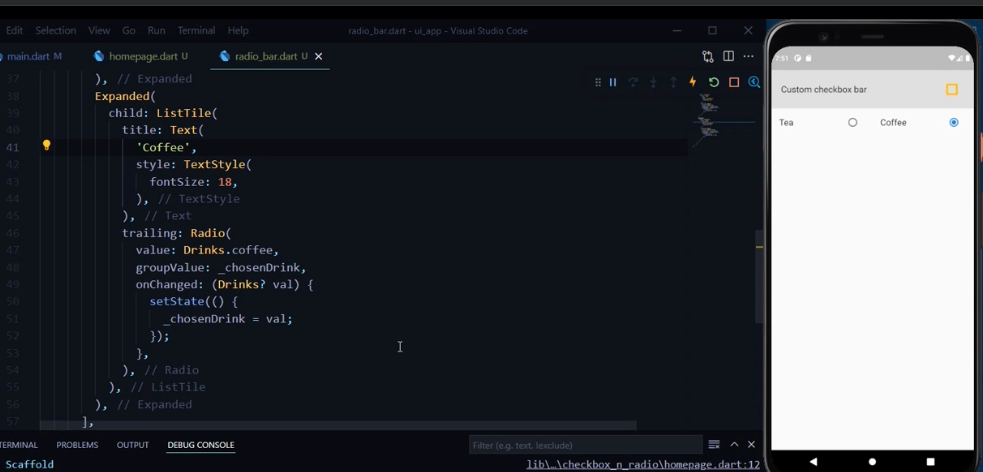 Edit Selection View Go Run Terminal Help radio_bar.dart - ui_app - Visual Studio Code
main.dart M homepage.dart U radio_bar.dart U
37 ), // Expanded
38 Expanded(
39 child: ListTile(
40 title: Text(
41 'Coffee',
42 style: TextStyle(
43 fontSize: 18,
44 ), // TextStyle
45 ), // Text
46 trailing: Radio(
47 value: Drinks.coffee,
48 groupValue: _chosenDrink,
49 onChanged: (Drinks? val) {
50 setState(() {
51 _chosenDrink = val;
52 });
53 },
54 ), // Radio
55 ), // ListTile
56 ), // Expanded
57 ],
TERMINAL PROBLEMS OUTPUT DEBUG CONSOLE Filter (e.g. text, !exclude)
Scaffold lib\…\checkbox_n_radio\homepage.dart:12
7:51
Custom checkbox bar
Tea Coffee